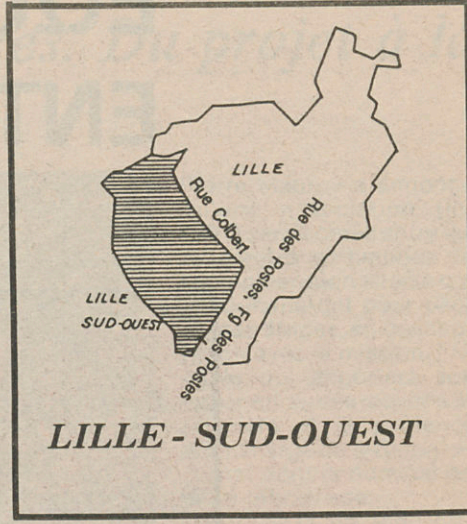 LILLE
Rue Colbert
Rue des Postes. Fg des Postes
LILLE
SUD-OUEST
LILLE - SUD-OUEST